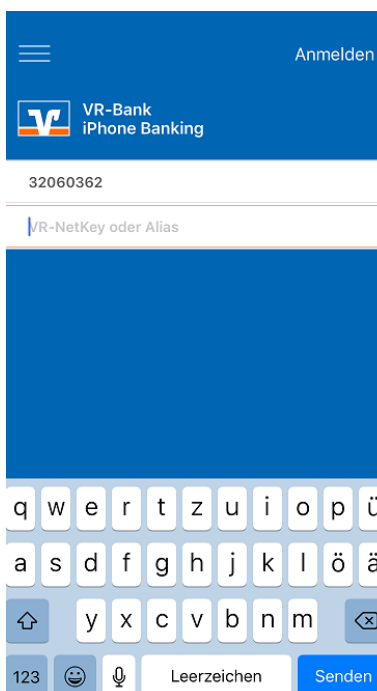 Anmelden
VR-Bank
iPhone Banking
32060362
VR-NetKey oder Alias
q w e r t z u i o p ü
a s d f g h j k l ö ä
y x c v b n m
123 Leerzeichen Senden